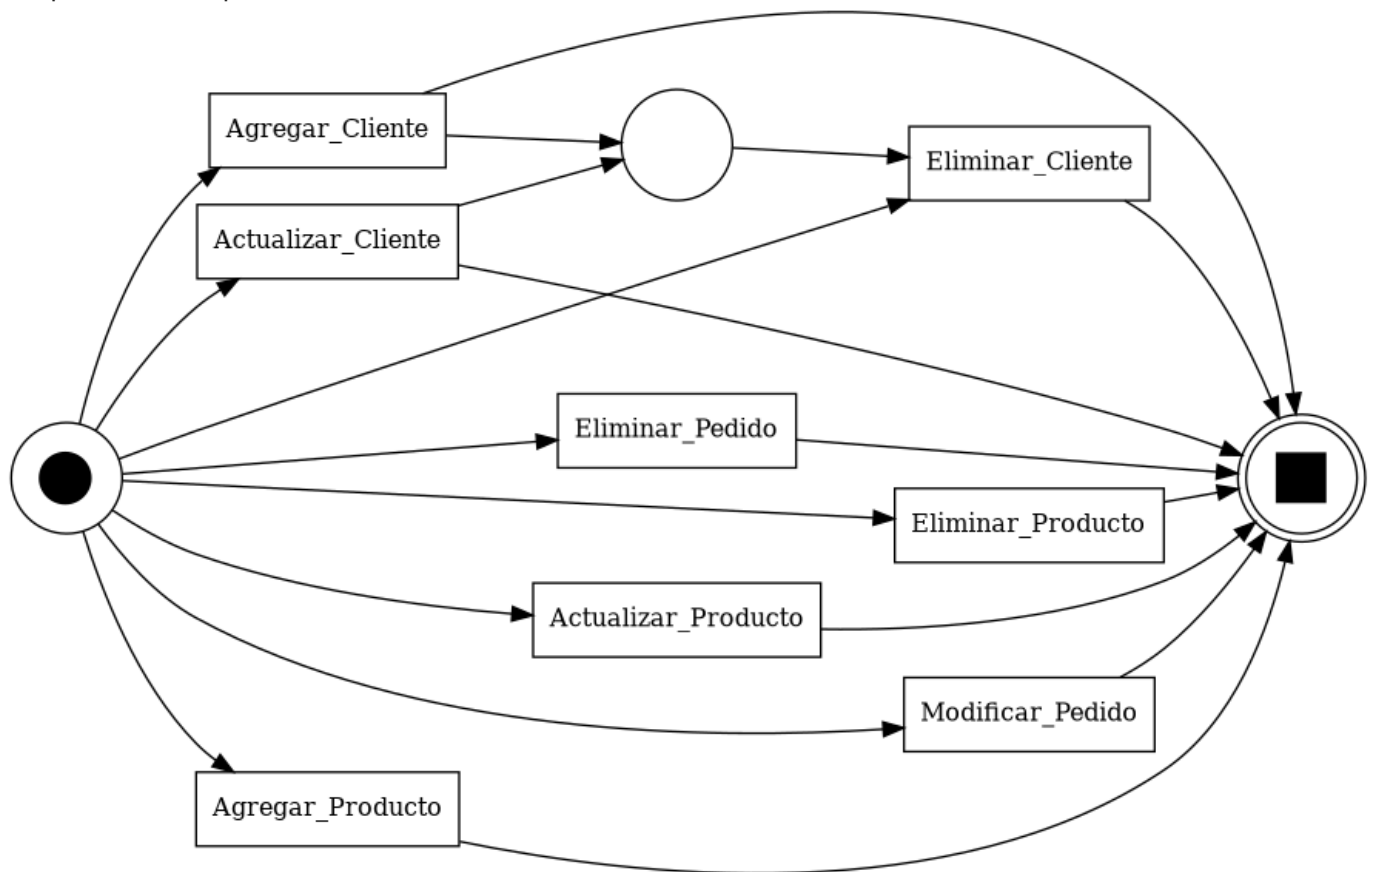 Agregar_Cliente
Actualizar_Cliente
Eliminar_Cliente
Eliminar_Pedido
Eliminar_Producto
Actualizar_Producto
Modificar_Pedido
Agregar_Producto